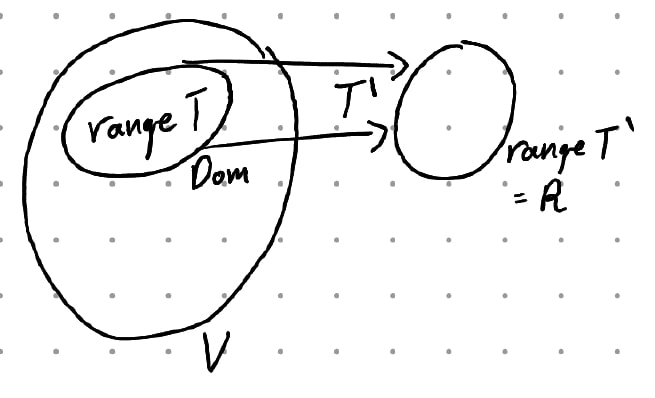 range T
T'
Dom
range T'
= R
V